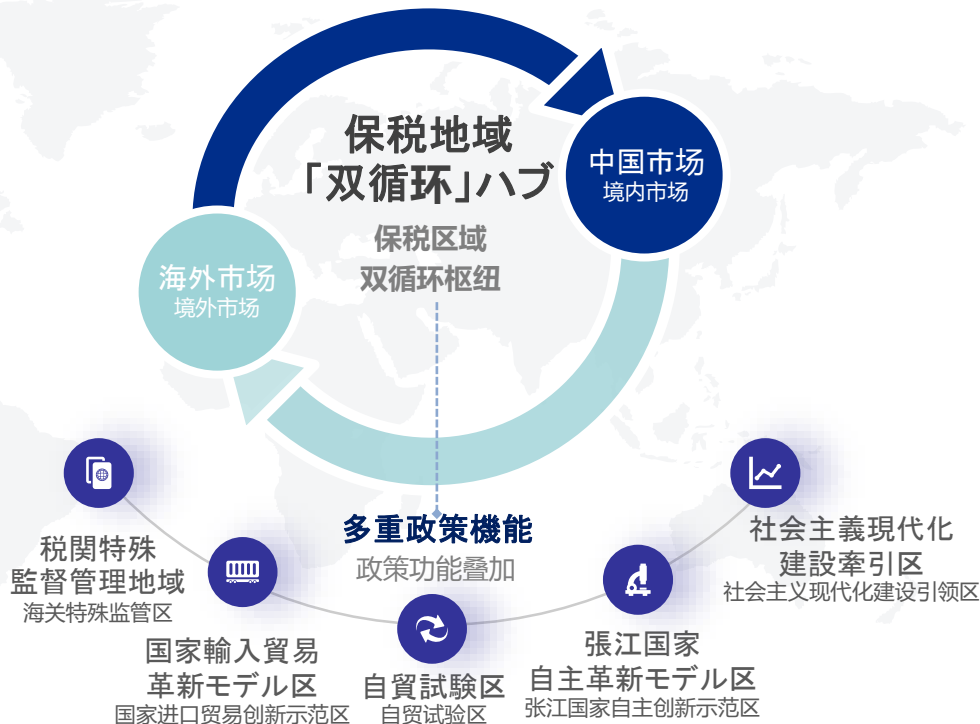 保税地域
「双循环」ハブ
保税区域
双循环枢纽
中国市场
境内市场
海外市场
境外市场
多重政策機能
政策功能叠加
税関特殊
監督管理地域
海关特殊监管区
国家輸入貿易
革新モデル区
国家进口贸易创新示范区
自貿試験区
自贸试验区
張江国家
自主革新モデル区
张江国家自主创新示范区
社会主義現代化
建設牽引区
社会主义现代化建设引领区